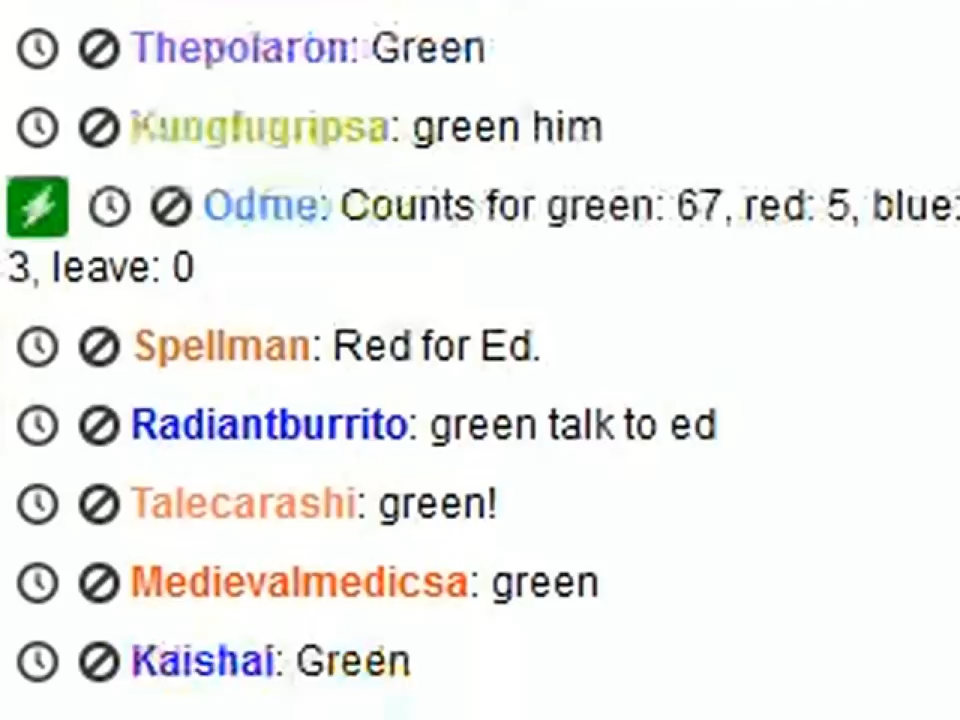 Thepolaron: Green
Kungfugripsa: green him
Odme: Counts for green: 67, red: 5, blue:
3, leave: 0
Spellman: Red for Ed.
Radiantburrito: green talk to ed
Talecarashi: green!
Medievalmedicsa: green
Kaishal: Green